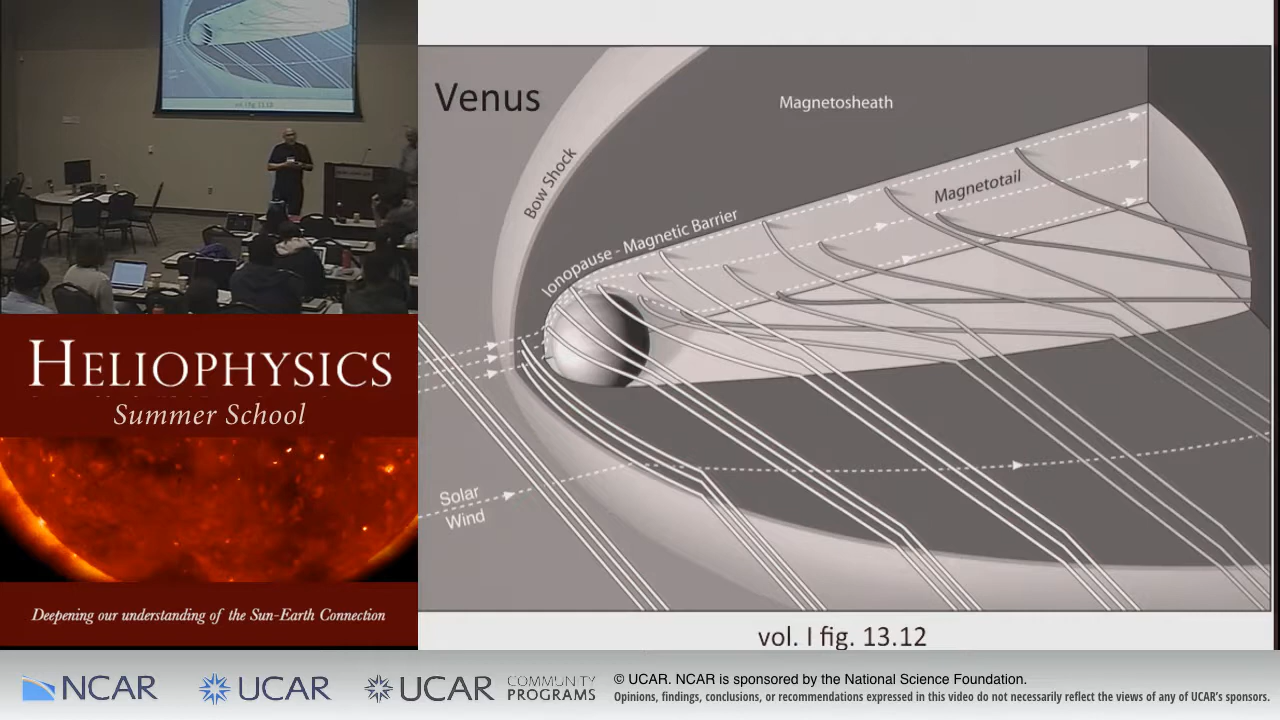 Venus
Magnetosheath
Bow Shock
Magnetotail
Ionopause - Magnetic Barrier
Solar
Wind
vol. I fig. 13.12
HELIOPHYSICS
Summer School
Deepening our understanding of the Sun-Earth Connection
NCAR
UCAR
UCAR
COMMUNITY
PROGRAMS
© UCAR. NCAR is sponsored by the National Science Foundation.
Opinions, findings, conclusions, or recommendations expressed in this video do not necessarily reflect the views of any of UCAR's sponsors.